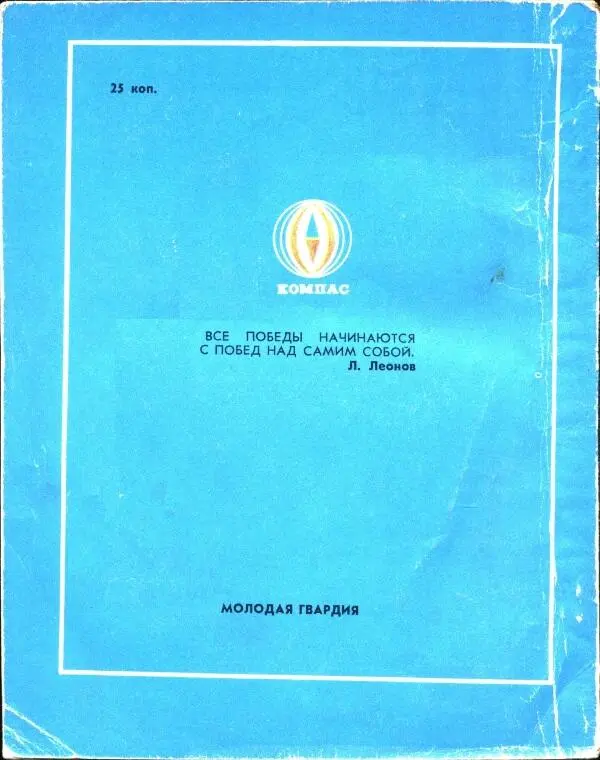 25 коп.
КОМПАС
ВСЕ ПОБЕДЫ НАЧИНАЮТСЯ
С ПОБЕД НАД САМИМ СОБОЙ.
Л. Леонов
МОЛОДАЯ ГВАРДИЯ